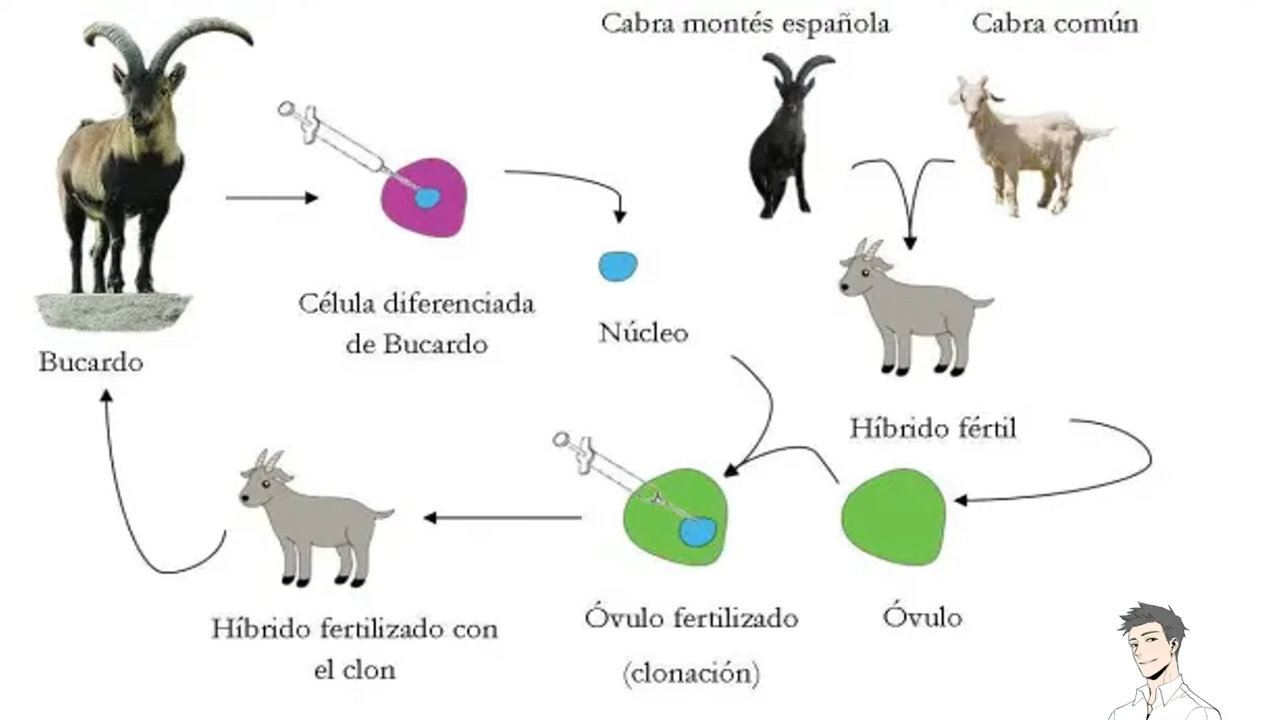 Cabra montés española
Cabra común
Célula diferenciada
de Bucardo
Núcleo
Bucardo
Híbrido fértil
Híbrido fertilizado con
el clon
Óvulo fertilizado
(clonación)
Óvulo